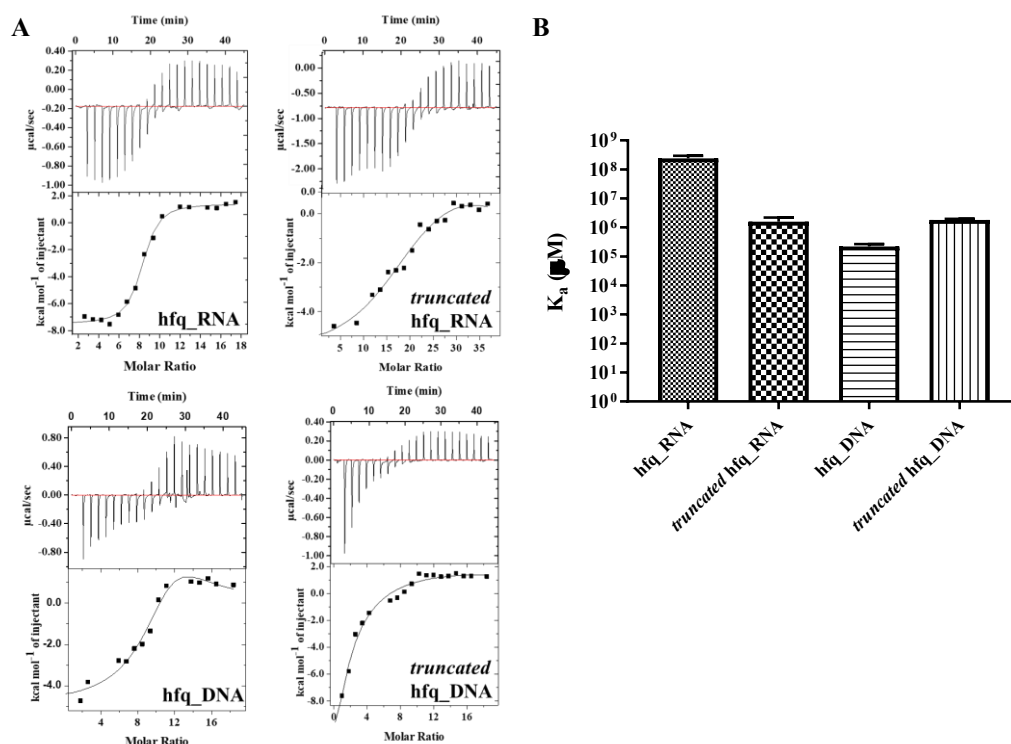 A
B
Time (min)
0 10 20 30 40
0.40
0.20
0.00
-0.20
-0.40
-0.60
-0.80
-1.00
µcal/sec
2.0
0.0
-2.0
-4.0
-6.0
-8.0
kcal mol-1 of injectant
hfq_RNA
2 4 6 8 10 12 14 16 18
Molar Ratio
Time (min)
0 10 20 30 40
0.00
-0.50
-1.00
-1.50
-2.00
µcal/sec
0.0
-2.0
-4.0
kcal mol-1 of injectant
truncated
hfq_RNA
0 5 10 15 20 25 30 35
Molar Ratio
Time (min)
0 10 20 30 40
0.80
0.40
0.00
-0.40
-0.80
µcal/sec
0.0
-2.0
-4.0
kcal mol-1 of injectant
hfq_DNA
4 8 12 16
Molar Ratio
Time (min)
0 10 20 30 40
0.40
0.20
0.00
-0.20
-0.40
-0.60
-0.80
-1.00
µcal/sec
2.0
0.0
-2.0
-4.0
-6.0
-8.0
kcal mol-1 of injectant
truncated
hfq_DNA
0 2 4 6 8 10 12 14 16 18
Molar Ratio
Ka (µM)
10⁹
10⁸
10⁷
10⁶
10⁵
10⁴
10³
10²
10¹
10⁰
hfq_RNA
truncated hfq_RNA
hfq_DNA
truncated hfq_DNA